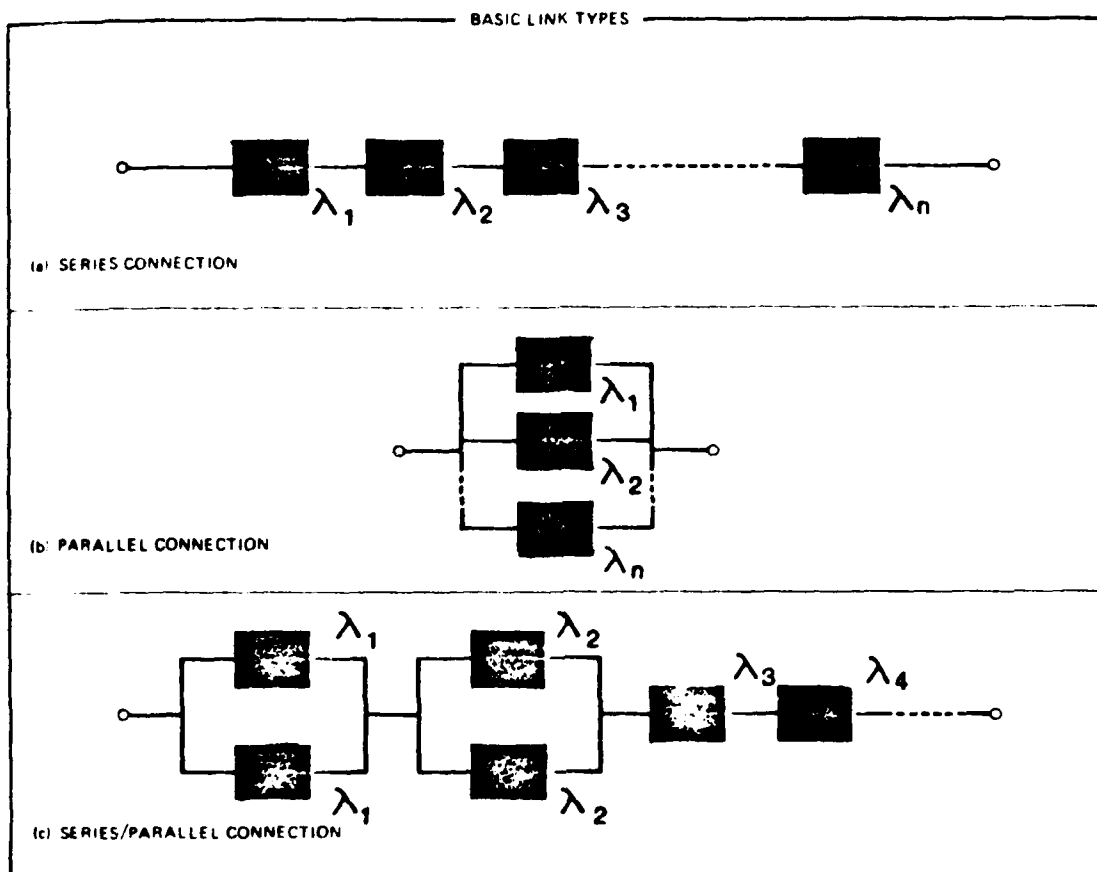 BASIC LINK TYPES
λ1 λ2 λ3 λn
(a) SERIES CONNECTION
λ1
λ2
λn
(b) PARALLEL CONNECTION
λ1 λ2
λ3 λ4
λ1 λ2
(c) SERIES/PARALLEL CONNECTION